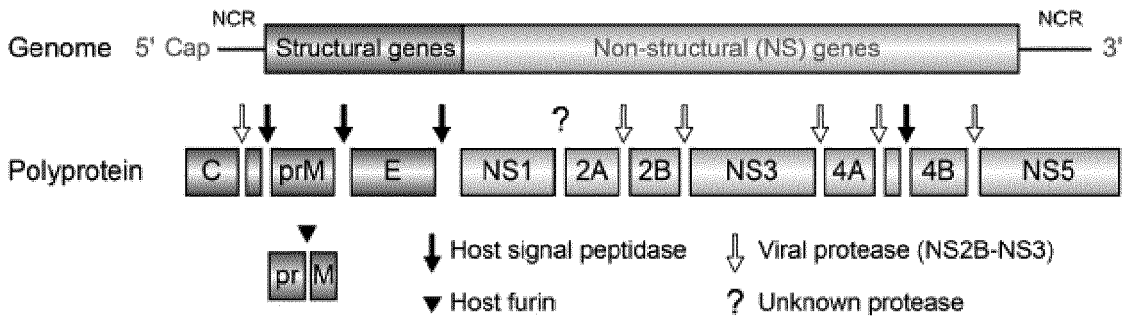 NCR NCR
Genome 5' Cap Structural genes Non-structural (NS) genes 3'
?
Polyprotein C prM E NS1 2A 2B NS3 4A 4B NS5
pr M
Host signal peptidase Viral protease (NS2B-NS3)
Host furin ? Unknown protease